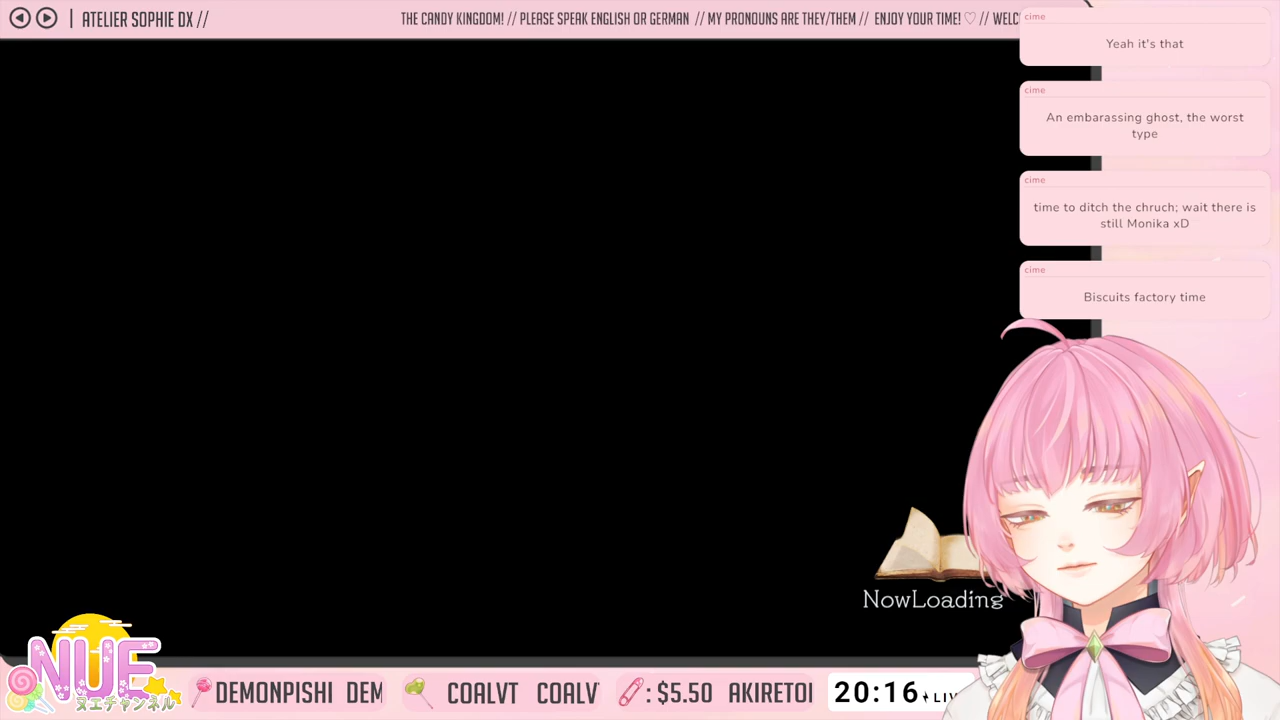 | ATELIER SOPHIE DX //
THE CANDY KINGDOM! // PLEASE SPEAK ENGLISH OR GERMAN // MY PRONOUNS ARE THEY/THEM // ENJOY YOUR TIME! ♡ // WELC
cime
Yeah it's that
cime
An embarassing ghost, the worst
type
cime
time to ditch the chruch; wait there is
still Monika xD
cime
Biscuits factory time
NowLoading
NUE
ヌエチャンネル
DEMONPISHI DEM
COALVT COALV
: $5.50 AKIRETOI
20:16 LIV